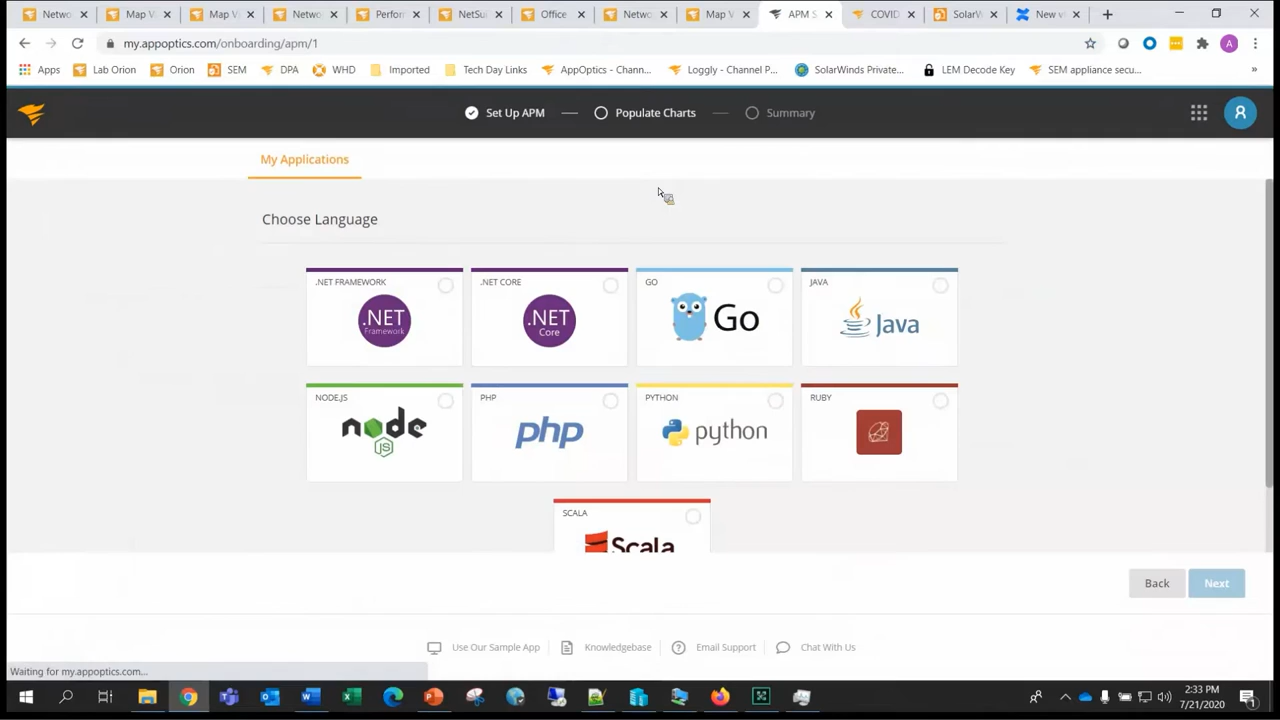 Netwo
Map V
Map V
Netwo
Perfor
NetSu
Office
Netwo
Map V
APM S
COVID
SolarW
New v
my.appoptics.com/onboarding/apm/1
A
Apps
Lab Orion
Orion
SEM
DPA
WHD
Imported
Tech Day Links
AppOptics - Chann...
Loggly - Channel P...
SolarWinds Private...
LEM Decode Key
SEM appliance secu...
»
Set Up APM
Populate Charts
Summary
My Applications
Choose Language
.NET FRAMEWORK
.NET CORE
GO
JAVA
.NET
Framework
.NET
Core
Go
Java
NODE.JS
PHP
PYTHON
RUBY
node
JS
php
python
SCALA
Scala
Back
Next
Use Our Sample App
Knowledgebase
Email Support
Chat With Us
Waiting for my.appoptics.com...
2:33 PM
7/21/2020
1